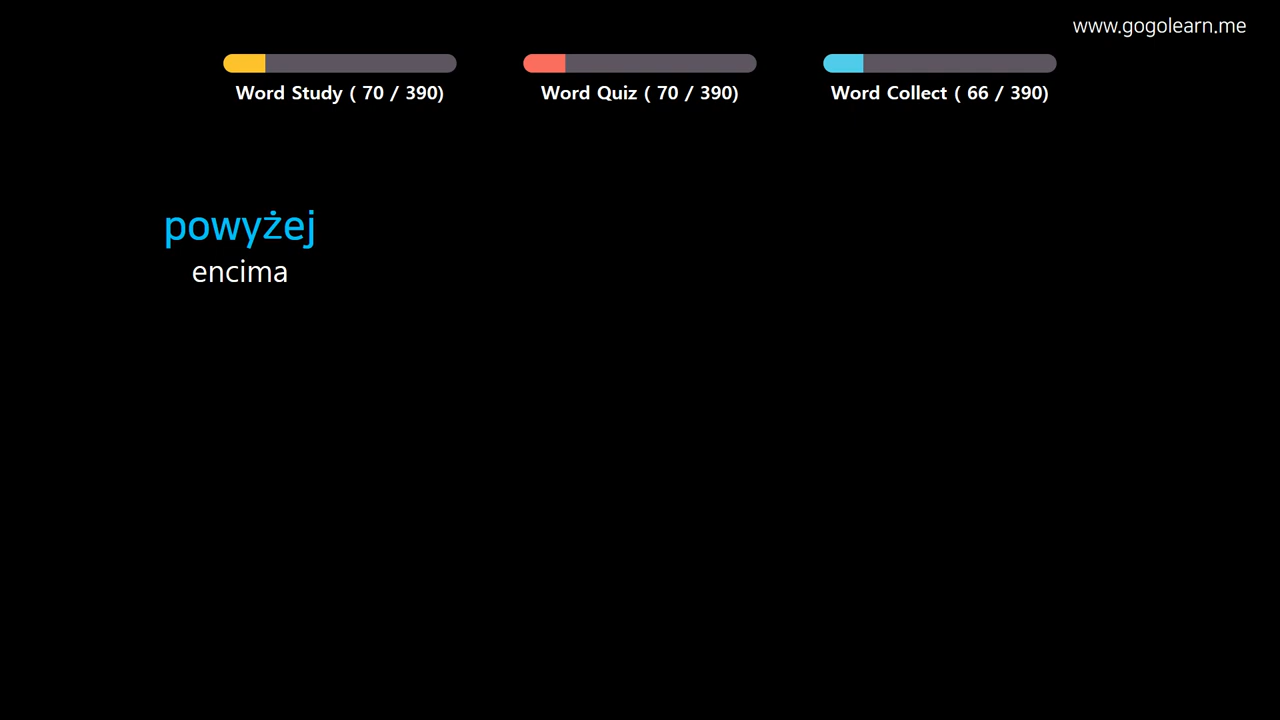 www.gogolearn.me
Word Study ( 70 / 390)
Word Quiz ( 70 / 390)
Word Collect ( 66 / 390)
powyżej
encima